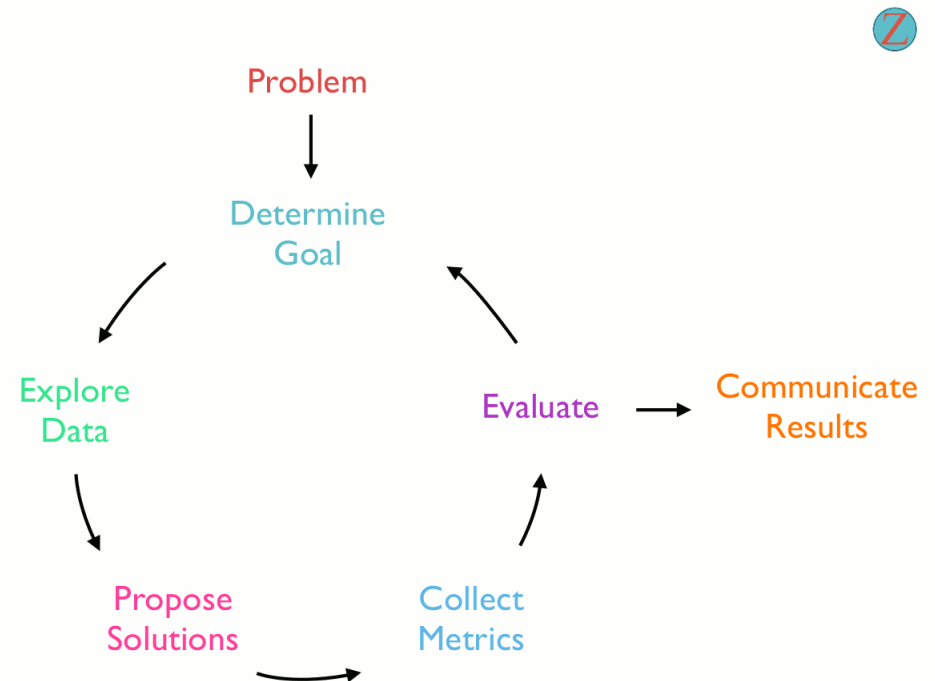 Z
Problem
Determine
Goal
Explore
Data
Evaluate
Communicate
Results
Propose
Solutions
Collect
Metrics